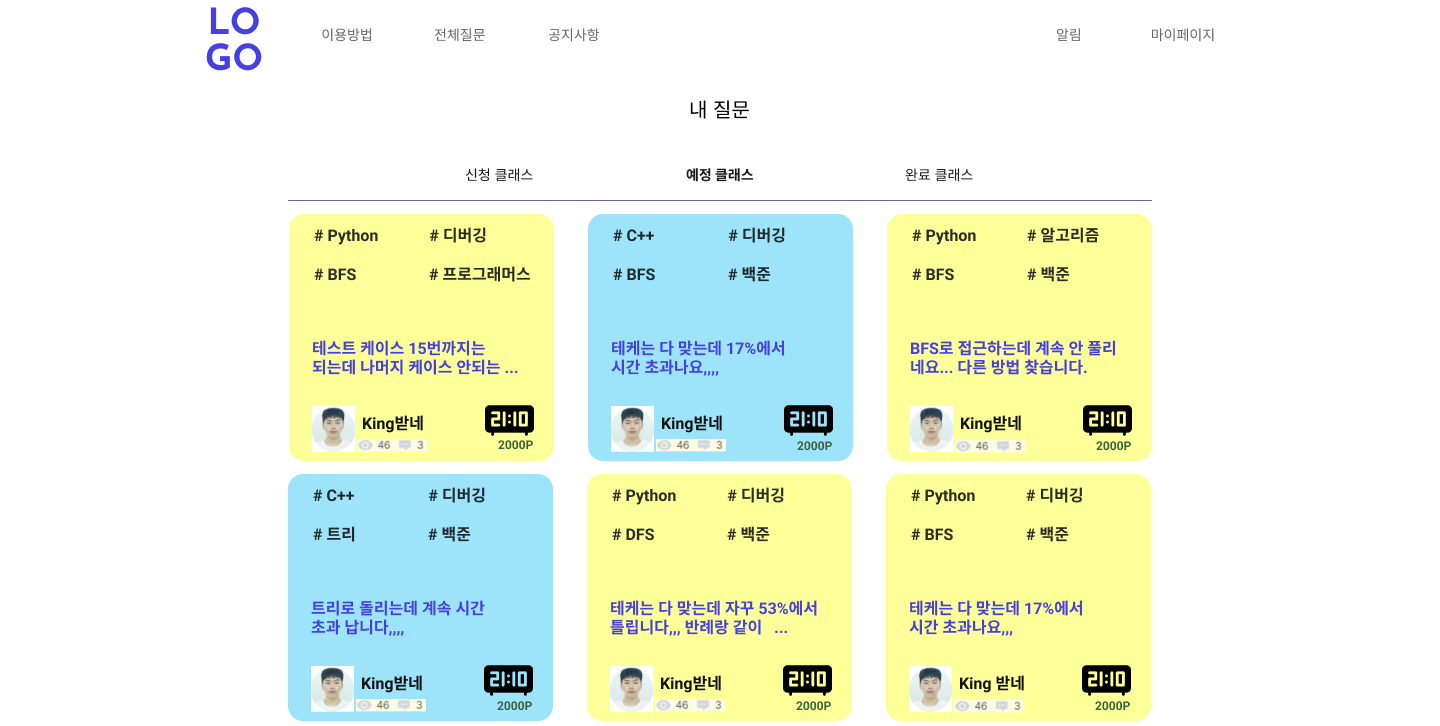 LO
GO
이용방법 전체질문 공지사항 알림 마이페이지
내 질문
신청 클래스 예정 클래스 완료 클래스
# Python # 디버깅
# BFS # 프로그래머스
테스트 케이스 15번까지는
되는데 나머지 케이스 안되는 ...
King받네 21:10
46 3 2000P
# C++ # 디버깅
# BFS # 백준
테케는 다 맞는데 17%에서
시간 초과나요,,,,
King받네 21:10
46 3 2000P
# Python # 알고리즘
# BFS # 백준
BFS로 접근하는데 계속 안 풀리
네요... 다른 방법 찾습니다.
King받네 21:10
46 3 2000P
# C++ # 디버깅
# 트리 # 백준
트리로 돌리는데 계속 시간
초과 납니다,,,,
King받네 21:10
46 3 2000P
# Python # 디버깅
# DFS # 백준
테케는 다 맞는데 자꾸 53%에서
틀립니다,,, 반례랑 같이 ...
King받네 21:10
46 3 2000P
# Python # 디버깅
# BFS # 백준
테케는 다 맞는데 17%에서
시간 초과나요,,,
King 받네 21:10
46 3 2000P